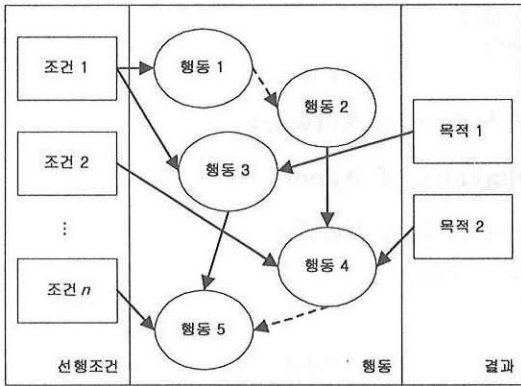 조건 1
조건 2
⋮
조건 n
선행조건
행동 1
행동 2
행동 3
행동 4
행동 5
행동
목적 1
목적 2
결과